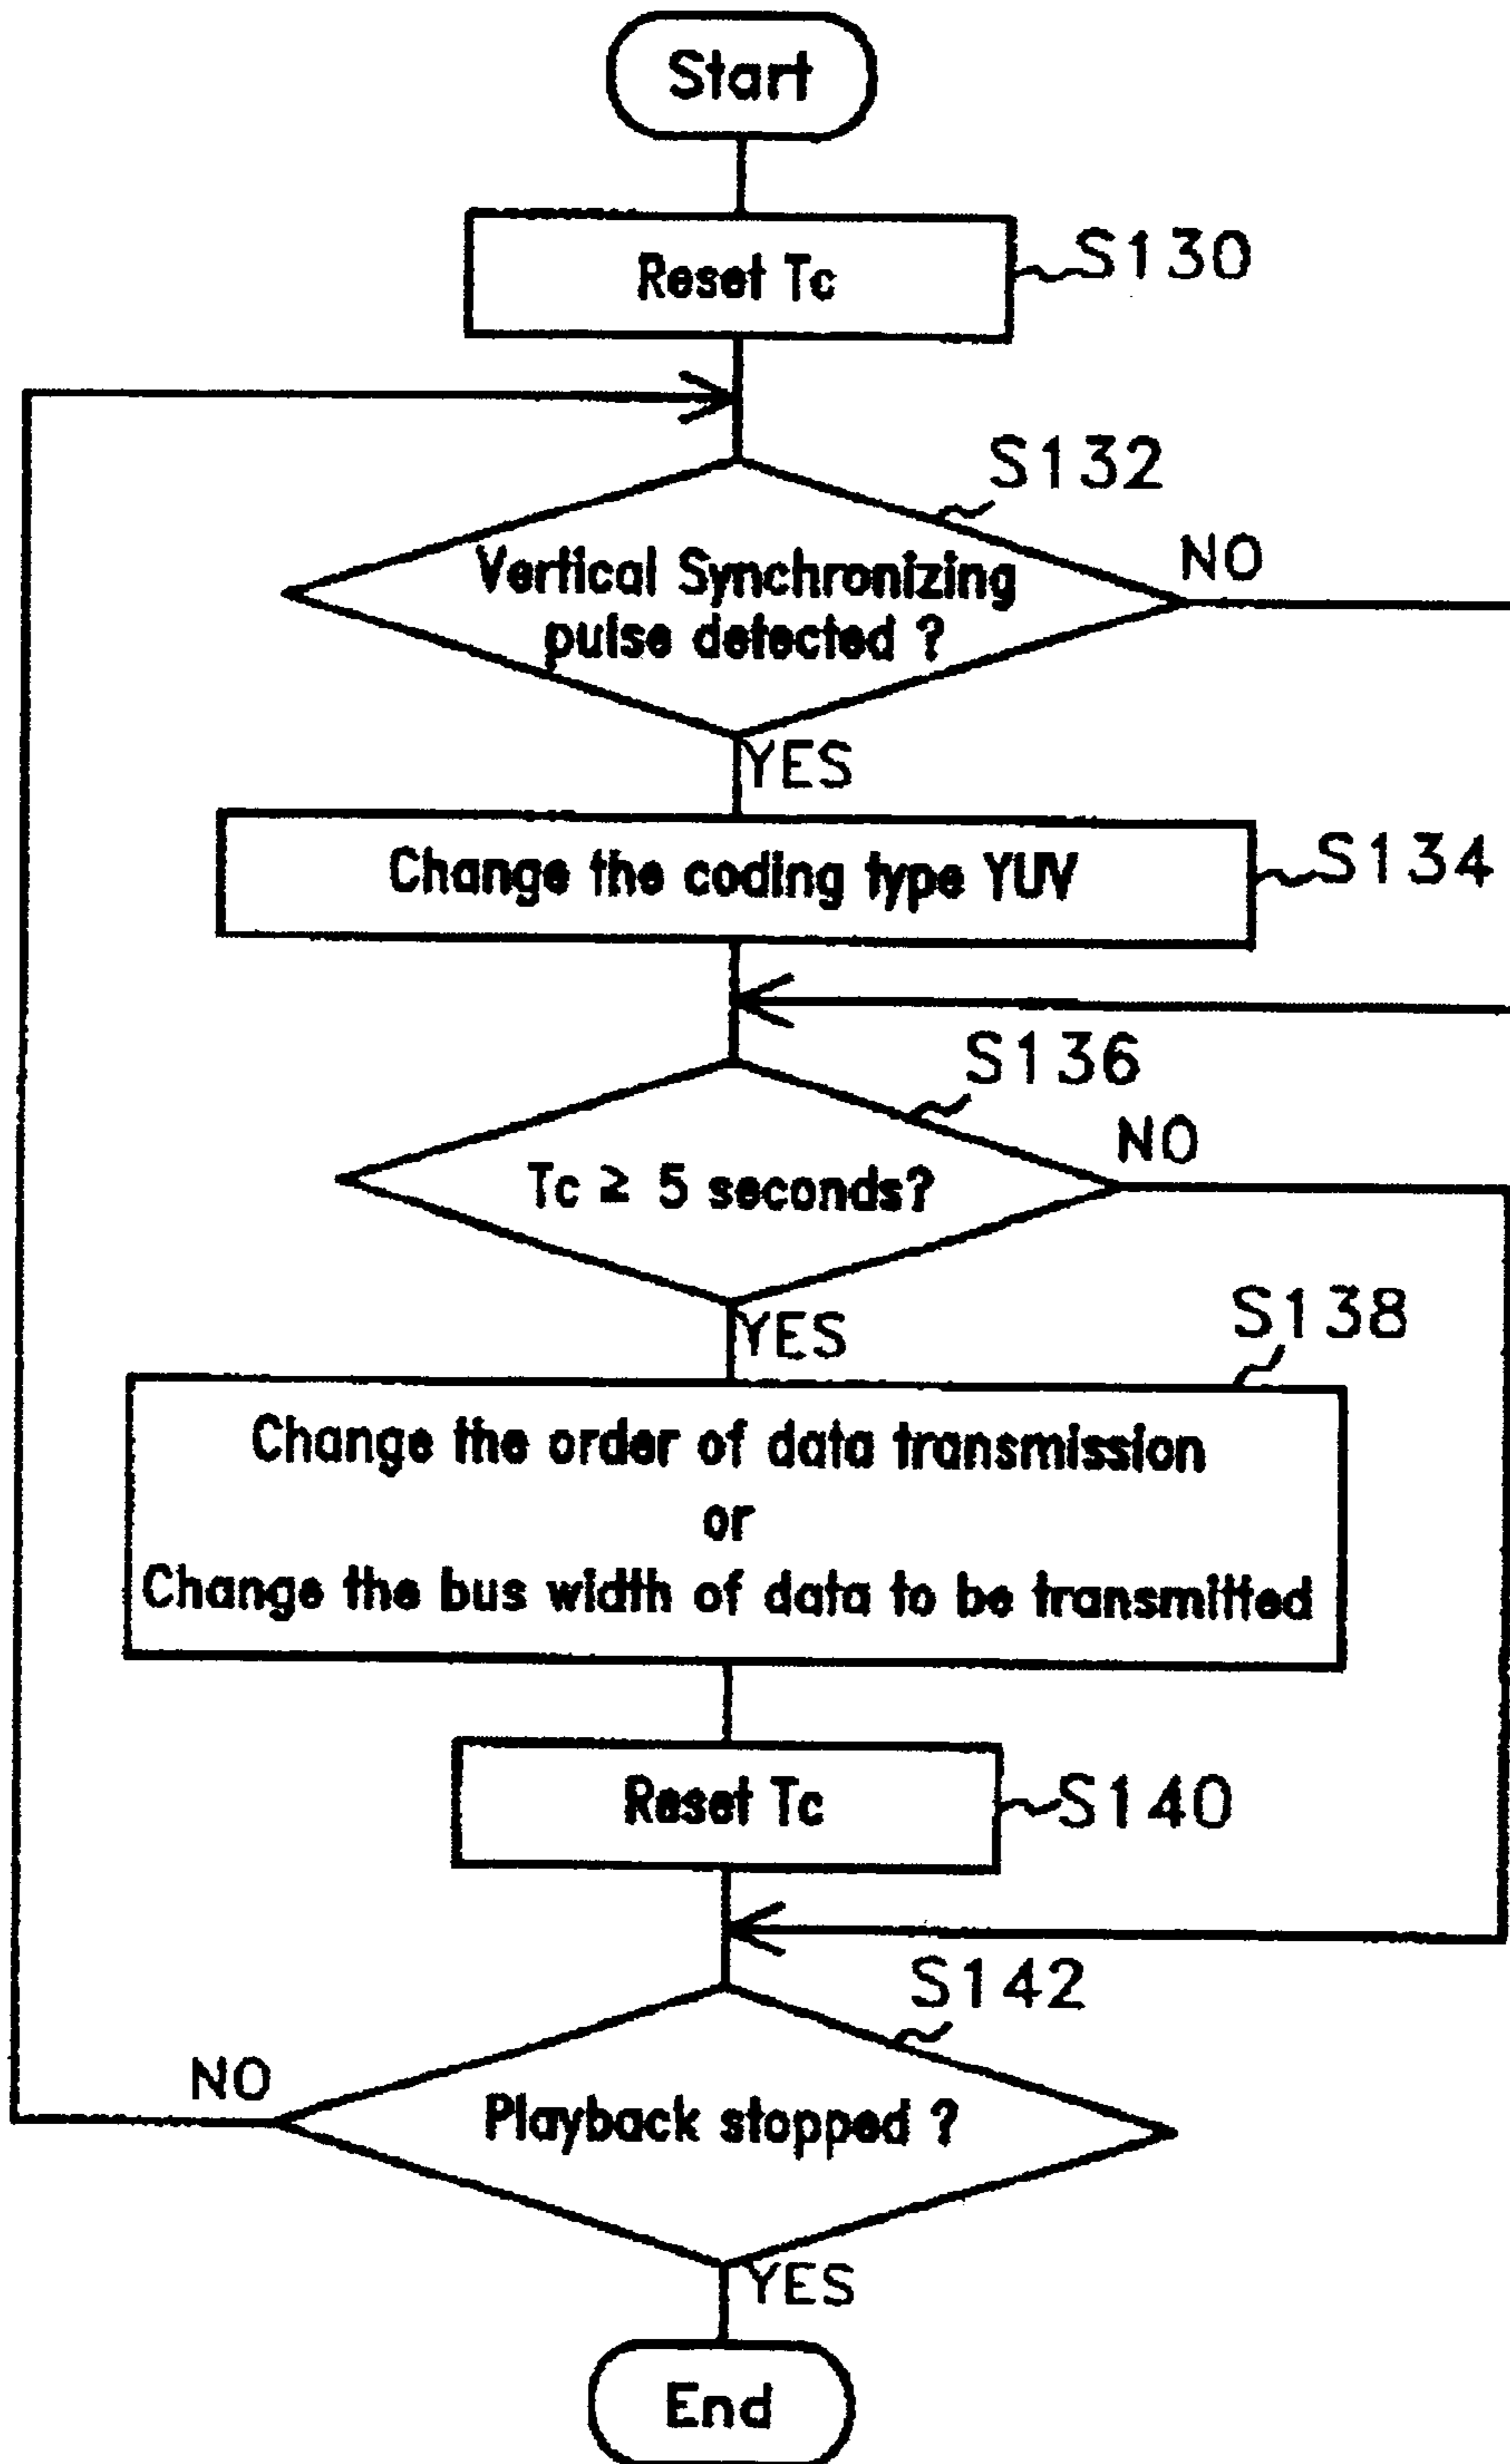 Start
Reset Tc
S130
S132
Vertical Synchronizing
pulse detected ?
NO
YES
Change the coding type YUV
S134
S136
Tc ≥ 5 seconds?
NO
YES
S138
Change the order of data transmission
or
Change the bus width of data to be transmitted
Reset Tc
S140
S142
Playback stopped ?
NO
YES
End